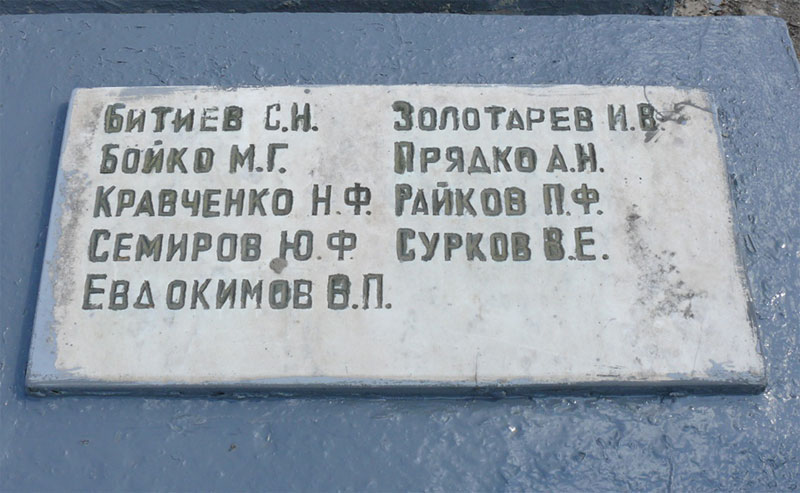 Битиев С.Н.
Бойко М.Г.
Кравченко Н.Ф.
Семиров Ю.Ф
Евдокимов В.П.
Золотарев И.В.
Прядко А.Н.
Райков П.Ф.
Сурков В.Е.